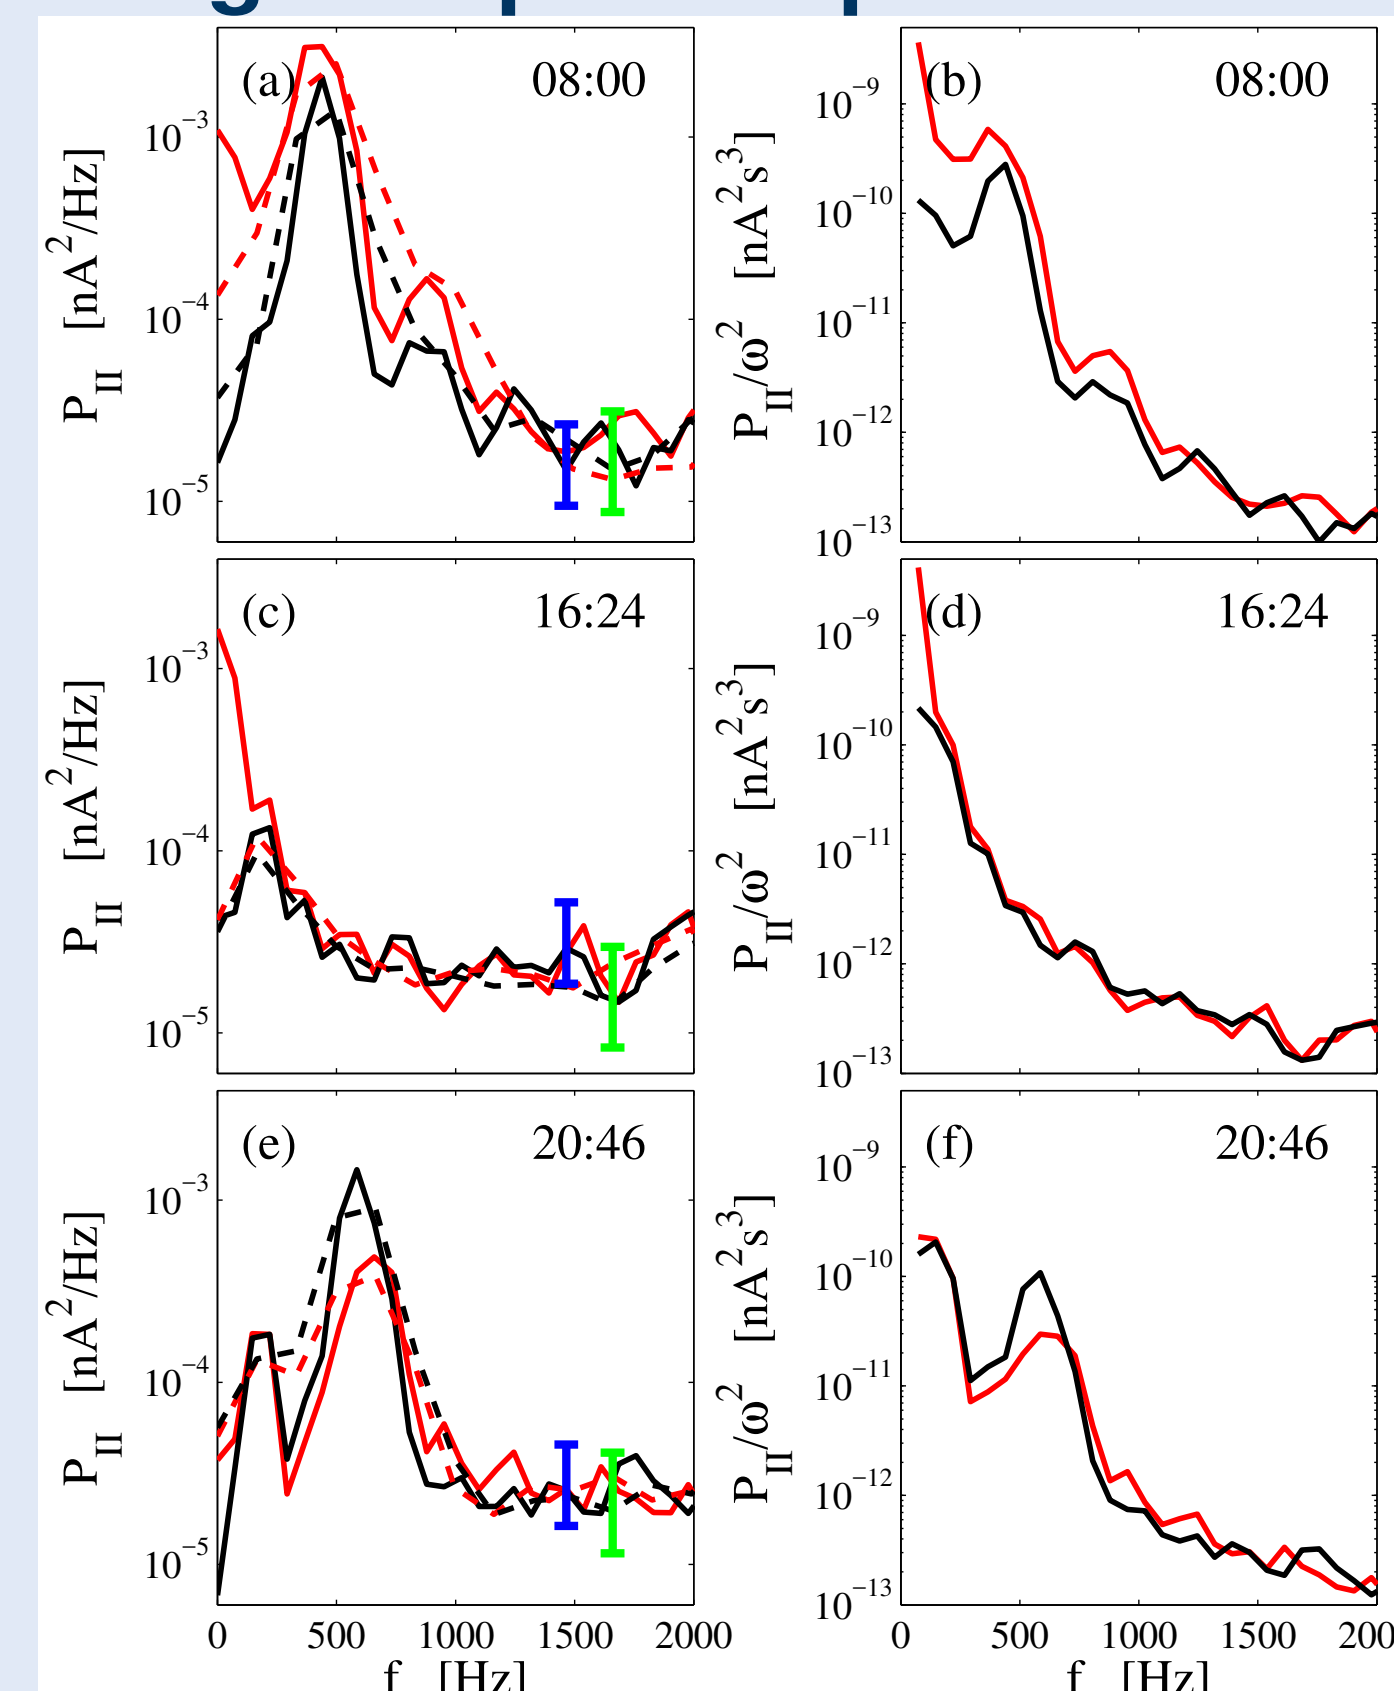 (a) 08:00
P_II [nA^2/Hz]
10^−3
10^−4
10^−5
(b) 08:00
P_II/ω^2 [nA^2s^3]
10^−9
10^−10
10^−11
10^−12
10^−13
(c) 16:24
P_II [nA^2/Hz]
10^−3
10^−4
10^−5
(d) 16:24
P_II/ω^2 [nA^2s^3]
10^−9
10^−10
10^−11
10^−12
10^−13
(e) 20:46
P_II [nA^2/Hz]
10^−3
10^−4
10^−5
0 500 1000 1500 2000
f [Hz]
(f) 20:46
P_II/ω^2 [nA^2s^3]
10^−9
10^−10
10^−11
10^−12
10^−13
0 500 1000 1500 200
f [Hz]